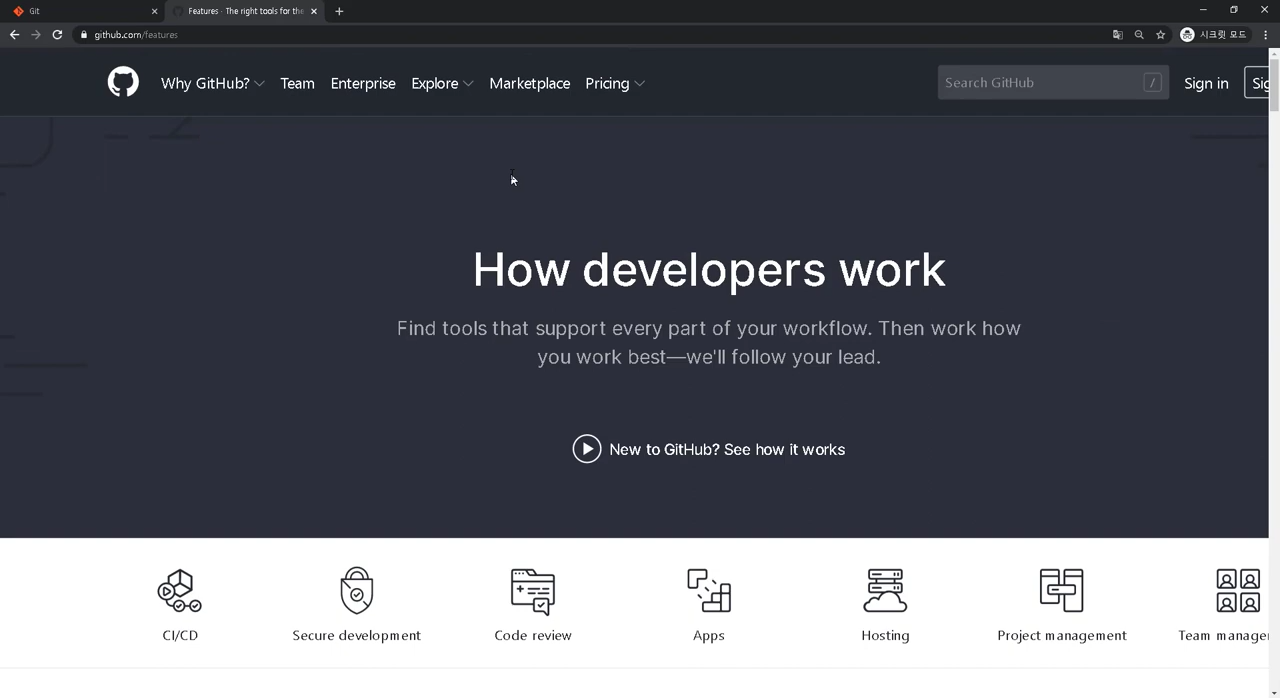 Git
Features · The right tools for the
github.com/features
시크릿 모드
Why GitHub?
Team
Enterprise
Explore
Marketplace
Pricing
Search GitHub
/
Sign in
Sig
How developers work
Find tools that support every part of your workflow. Then work how
you work best—we'll follow your lead.
New to GitHub? See how it works
CI/CD
Secure development
Code review
Apps
Hosting
Project management
Team manage